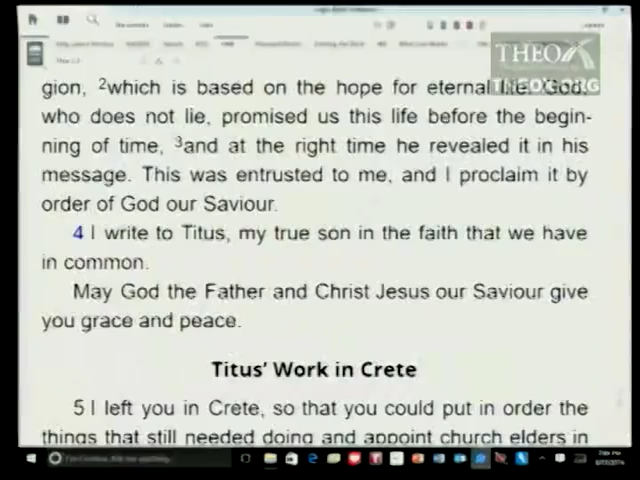 THEO
THEOX.ORG
gion, 2which is based on the hope for eternal life. God,
who does not lie, promised us this life before the begin-
ning of time, 3and at the right time he revealed it in his
message. This was entrusted to me, and I proclaim it by
order of God our Saviour.
4 I write to Titus, my true son in the faith that we have
in common.
May God the Father and Christ Jesus our Saviour give
you grace and peace.
Titus' Work in Crete
5 I left you in Crete, so that you could put in order the
things that still needed doing and appoint church elders in